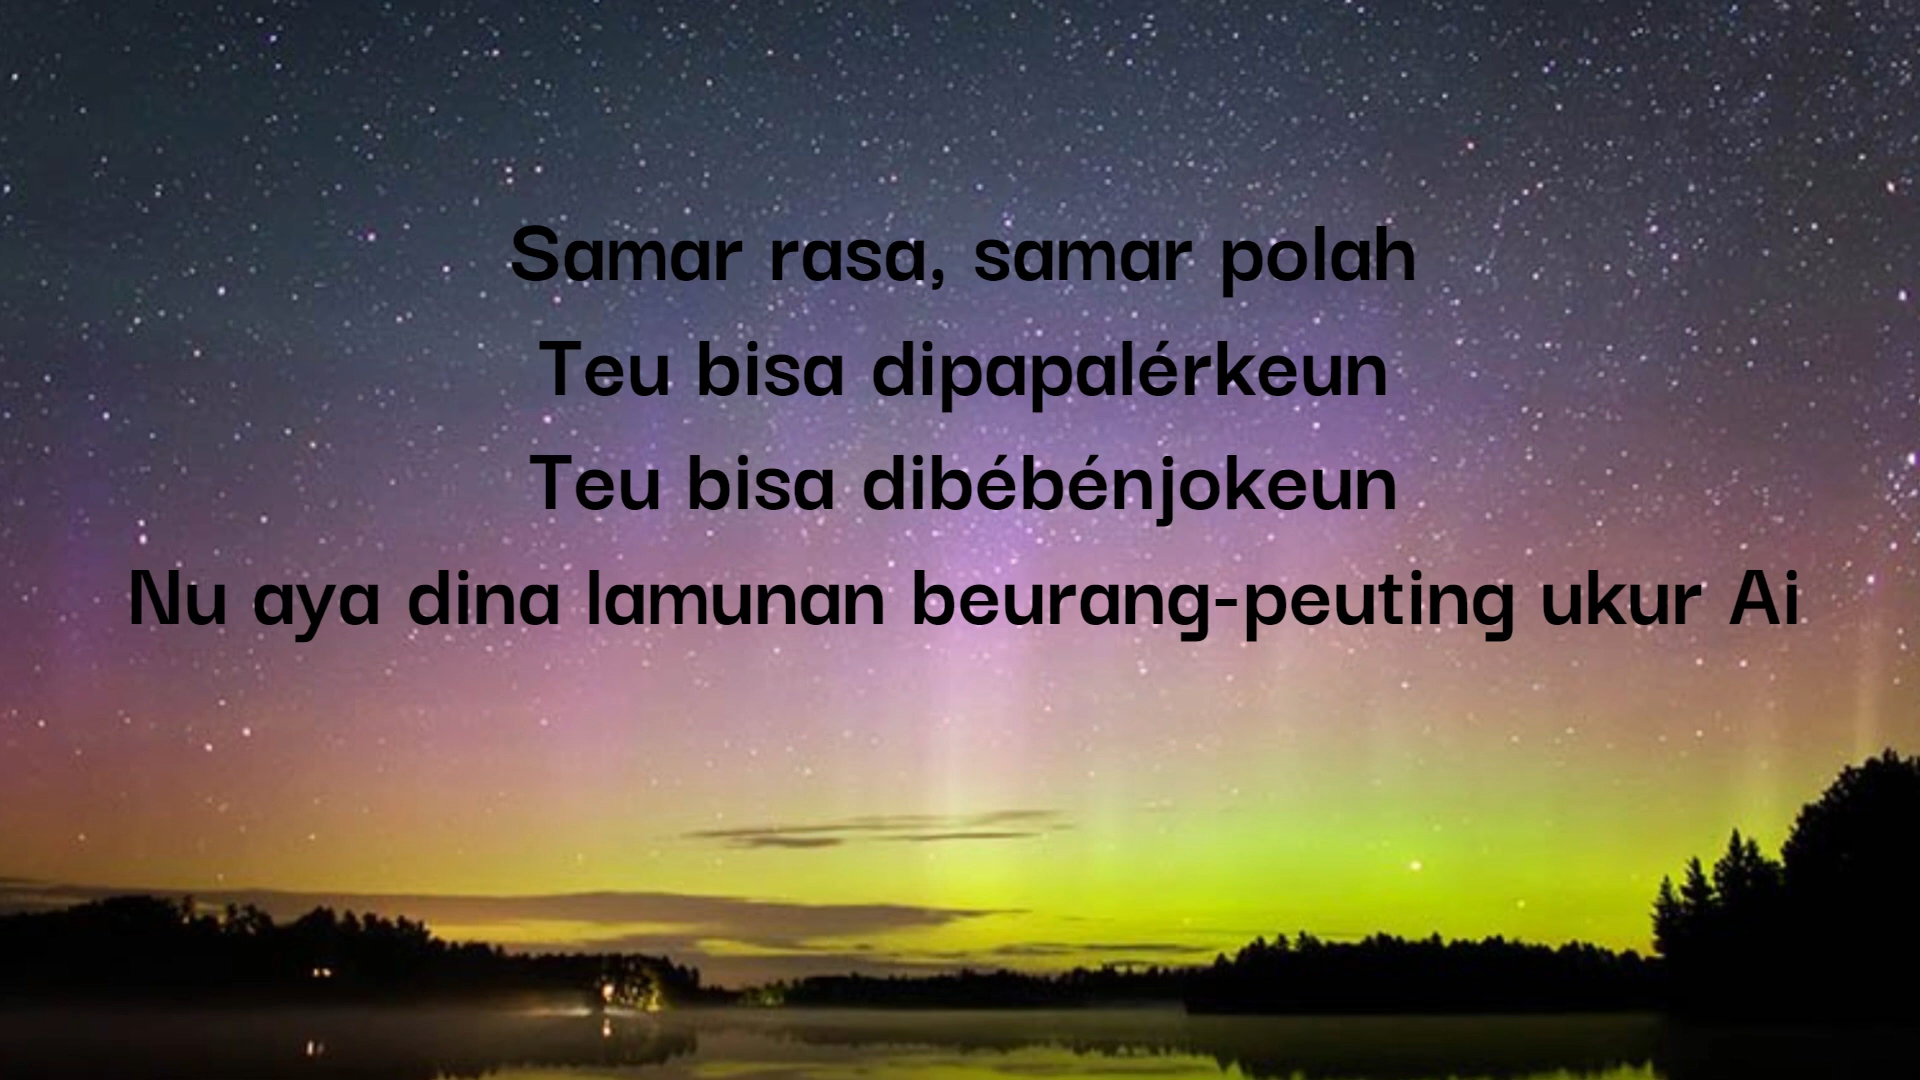 Samar rasa, samar polah
Teu bisa dipapalérkeun
Teu bisa dibébénjokeun
Nu aya dina lamunan beurang-peuting ukur Ai